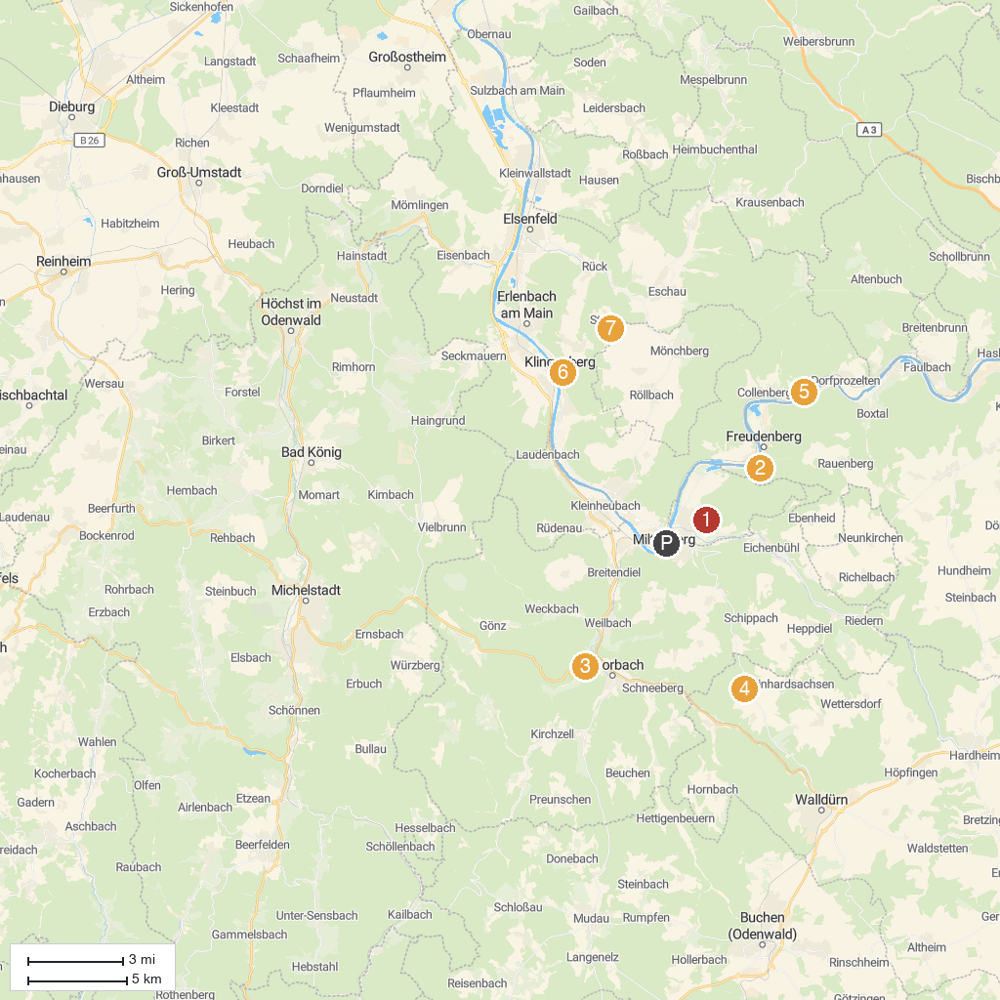 Sickenhofen
Gailbach
Obernau
Weibersbrunn
Langstadt
Schaafheim
Großostheim
Soden
Altheim
Pflaumheim
Sulzbach am Main
Mespelbrunn
Dieburg
Kleestadt
Leidersbach
A 3
B 26
Wenigumstadt
Richen
Roßbach
Heimbuchenthal
Groß-Umstadt
Kleinwallstadt
Hausen
Dorndiel
Mömlingen
Krausenbach
Habitzheim
Elsenfeld
Heubach
Hainstadt
Eisenbach
Schollbrunn
Reinheim
Rück
Altenbuch
Hering
Neustadt
Erlenbach
am Main
Eschau
Höchst im
Odenwald
7
Breitenbrunn
Seckmauern
Mönchberg
Rimhorn
Klingenberg
6
Faulbach
Wersau
Forstel
Röllbach
Collenberg
5
Dorfprozelten
Haingrund
Boxtal
Birkert
Freudenberg
Bad König
Laudenbach
2
Rauenberg
Hembach
Momart
Kimbach
Beerfurth
Kleinheubach
1
Ebenheid
Laudenau
Vielbrunn
Rüdenau
P
Bockenrod
Rehbach
Eichenbühl
Neunkirchen
Breitendiel
Hundheim
Rohrbach
Steinbuch
Michelstadt
Richelbach
Steinbach
Erzbach
Weckbach
Weilbach
Schippach
Heppdiel
Riedern
Gönz
Ernsbach
Elsbach
Würzberg
3
orbach
Erbuch
Schneeberg
4
Wettersdorf
Schönnen
Wahlen
Kirchzell
Bullau
Hardheim
Kocherbach
Olfen
Beuchen
Höpfingen
Gadern
Etzean
Airlenbach
Preunschen
Hornbach
Walldürn
Aschbach
Hesselbach
Hettigenbeuern
Beerfelden
Schöllenbach
Waldstetten
Raubach
Donebach
Steinbach
Unter-Sensbach
Kailbach
Schloßau
Mudau
Rumpfen
Buchen
(Odenwald)
Gammelsbach
Altheim
Langenelz
Hollerbach
Rinschheim
Hebstahl
Reisenbach
3 mi
5 km
Rothenberg
Götzingen